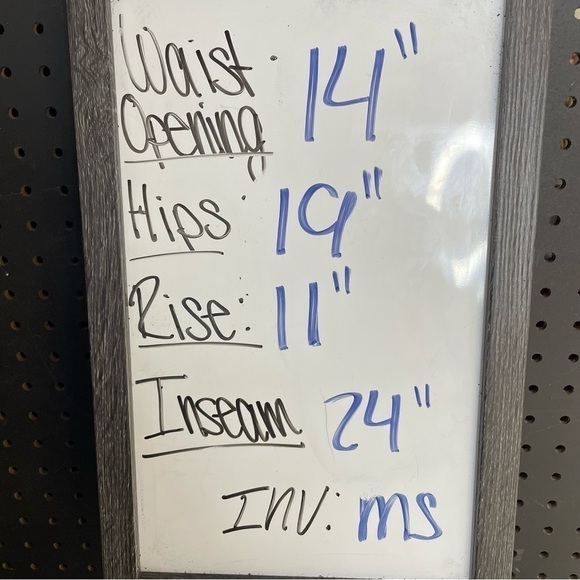 Waist
Opening: 14"
Hips: 19"
Rise: 11"
Inseam 24"
INV: ms